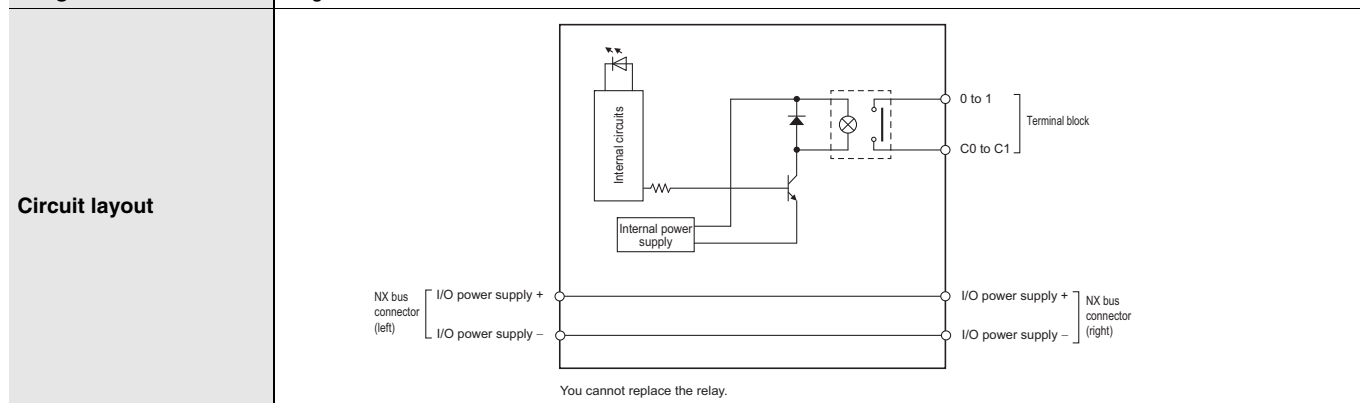 Circuit layout
Internal circuits
Internal power
supply
0 to 1
C0 to C1
Terminal block
NX bus
connector
(left)
I/O power supply +
I/O power supply –
I/O power supply +
I/O power supply –
NX bus
connector
(right)
You cannot replace the relay.